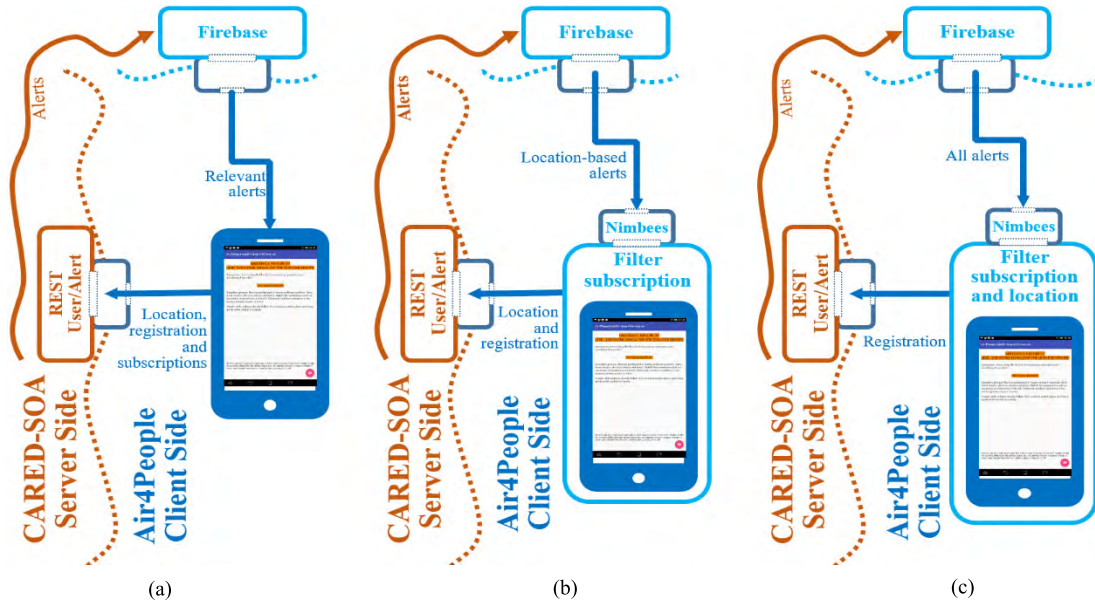 Firebase
Alerts
Relevant
alerts
REST
User/Alert
Location,
registration
and
subscriptions
CARED-SOA
Server Side
Air4People
Client Side
(a)
Firebase
Alerts
Location-based
alerts
Nimbees
Filter
subscription
REST
User/Alert
Location and
registration
CARED-SOA
Server Side
Air4People
Client Side
(b)
Firebase
Alerts
All alerts
Nimbees
Filter
subscription
and location
REST
User/Alert
Registration
CARED-SOA
Server Side
Air4People
Client Side
(c)